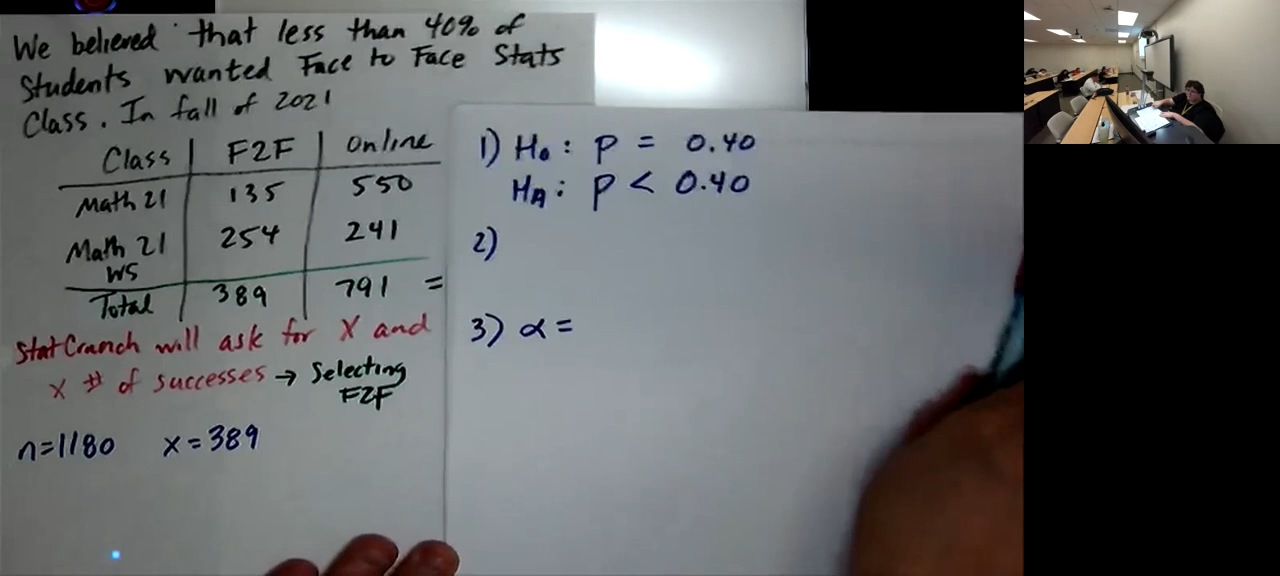 We believed that less than 40% of
Students wanted Face to Face Stats
Class. In fall of 2021
Class | F2F | Online
Math 21 135 550
Math 21 WS 254 241
Total 389 791 =
StatCrunch will ask for X and
X # of successes → Selecting F2F
n=1180 x=389
1) H₀: p = 0.40
Hᴀ: p < 0.40
2)
3) α =